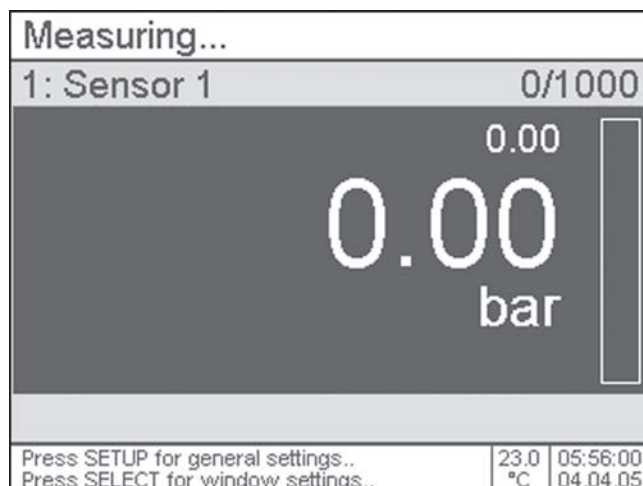 Measuring...
1: Sensor 1 0/1000
0.00
0.00
bar
Press SETUP for general settings..
Press SELECT for window settings..
23.0 °C
05:56:00
04.04.05